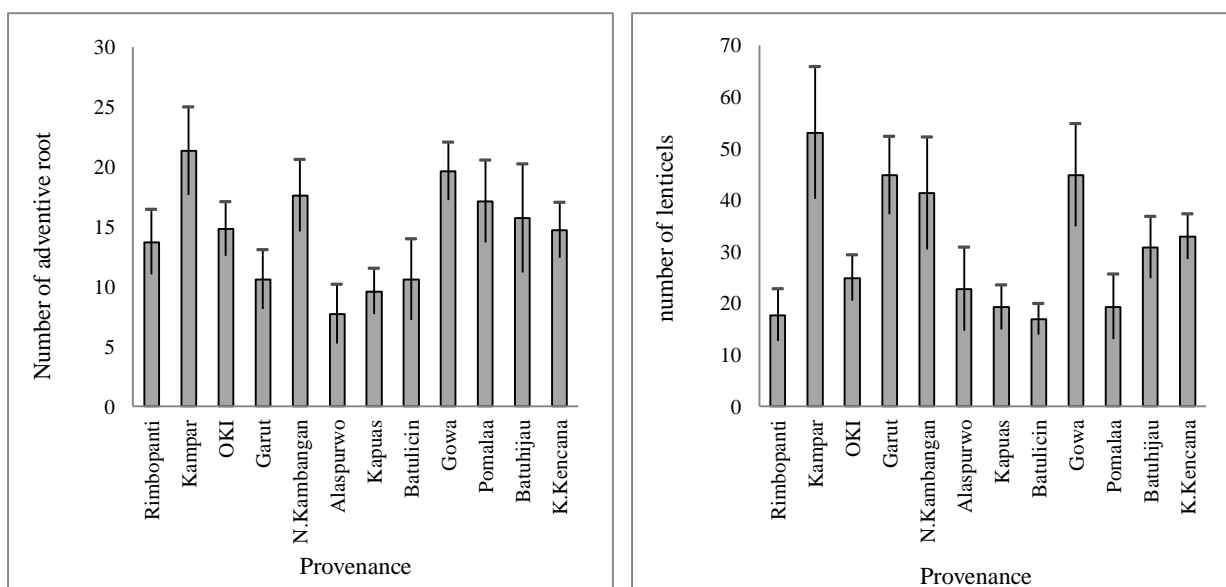 Number of adventive root
30
25
20
15
10
5
0
Rimbopanti
Kampar
OKI
Garut
N.Kambangan
Alaspurwo
Kapuas
Batulicin
Gowa
Pomalaa
Batuhijau
K.Kencana
Provenance
number of lenticels
70
60
50
40
30
20
10
0
Rimbopanti
Kampar
OKI
Garut
N.Kambangan
Alaspurwo
Kapuas
Batulicin
Gowa
Pomalaa
Batuhijau
K.Kencana
Provenance